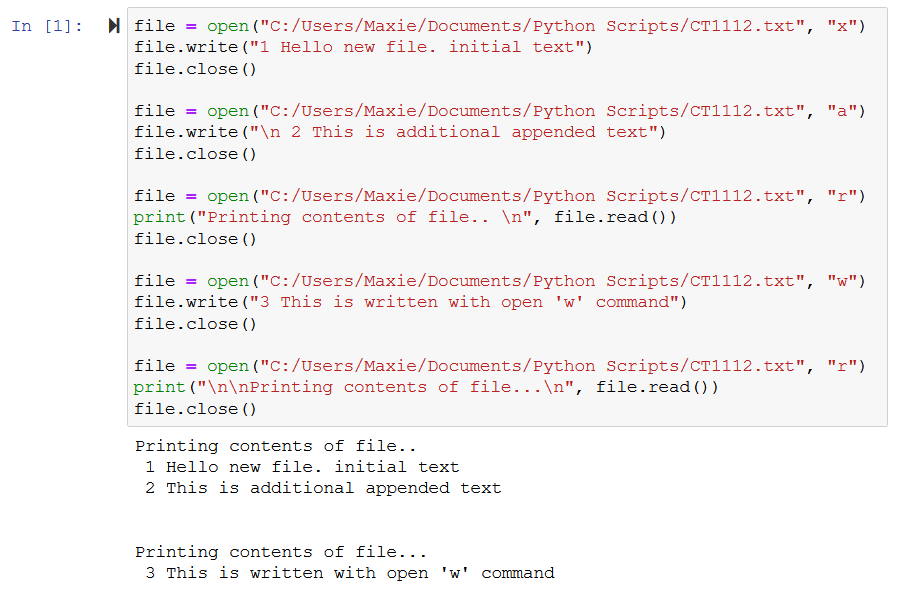 In [1]: file = open("C:/Users/Maxie/Documents/Python Scripts/CT1112.txt", "x")
file.write("1 Hello new file. initial text")
file.close()
file = open("C:/Users/Maxie/Documents/Python Scripts/CT1112.txt", "a")
file.write("\n 2 This is additional appended text")
file.close()
file = open("C:/Users/Maxie/Documents/Python Scripts/CT1112.txt", "r")
print("Printing contents of file.. \n", file.read())
file.close()
file = open("C:/Users/Maxie/Documents/Python Scripts/CT1112.txt", "w")
file.write("3 This is written with open 'w' command")
file.close()
file = open("C:/Users/Maxie/Documents/Python Scripts/CT1112.txt", "r")
print("\n\nPrinting contents of file...\n", file.read())
file.close()
Printing contents of file..
1 Hello new file. initial text
2 This is additional appended text
Printing contents of file...
3 This is written with open 'w' command